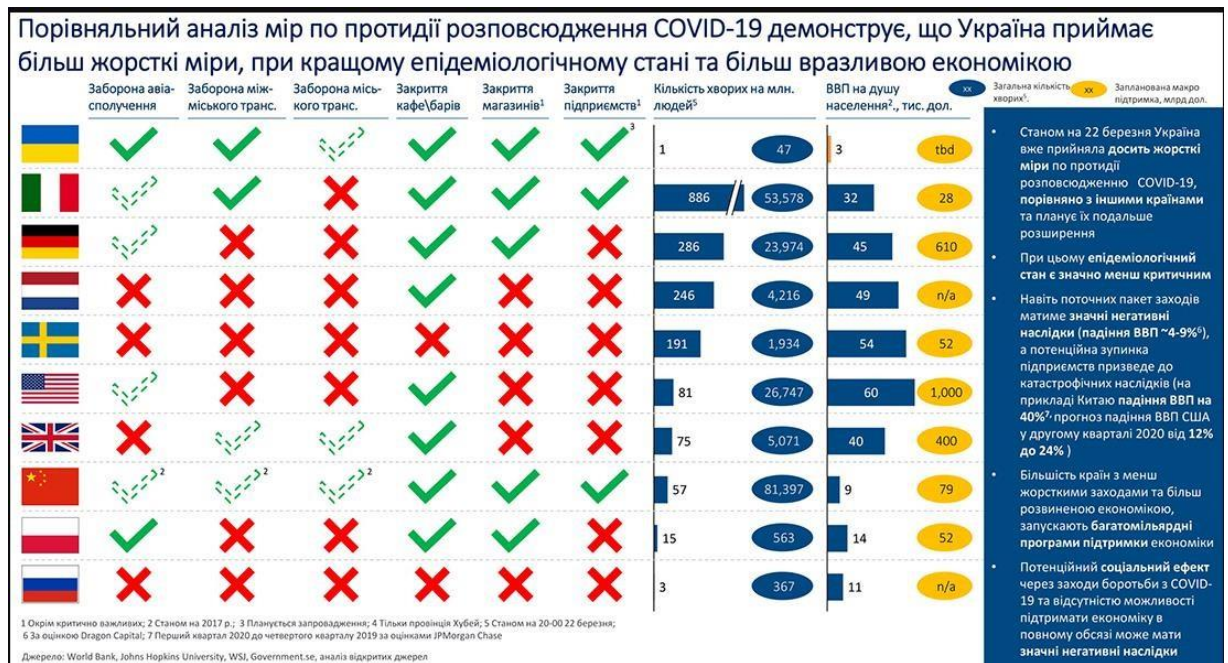 Порівняльний аналіз мір по протидії розповсюдження COVID-19 демонструє, що Україна приймає
більш жорсткі міри, при кращому епідеміологічному стані та більш вразливою економікою
Заборона авіа-
сполучення
Заборона між-
міського транс.
Заборона місь-
кого транс.
Закриття
кафе\барів
Закриття
магазинів¹
Закриття
підприємств¹
Кількість хворих на млн.
людей⁵
ВВП на душу
населення²., тис. дол.
xx
Загальна кількість
хворих⁵.
xx
Запланована макро
підтримка, млрд дол.
3
1 47 3 tbd
886 53,578 32 28
286 23,974 45 610
246 4,216 49 n/a
191 1,934 54 52
81 26,747 60 1,000
75 5,071 40 400
2 2 2 57 81,397 9 79
15 563 14 52
3 367 11 n/a
• Станом на 22 березня Україна
вже прийняла досить жорсткі
міри по протидії
розповсюдженню COVID-19,
порівняно з іншими країнами
та планує їх подальше
розширення
• При цьому епідеміологічний
стан є значно менш критичним
• Навіть поточних пакет заходів
матиме значні негативні
наслідки (падіння ВВП ~4-9%⁶),
а потенційна зупинка
підприємств призведе до
катастрофічних наслідків (на
прикладі Китаю падіння ВВП на
40%⁷, прогноз падіння ВВП США
у другому кварталі 2020 від 12%
до 24% )
• Більшість країн з менш
жорсткими заходами та більш
розвиненою економікою,
запускають багатомільярдні
програми підтримки економіки
• Потенційний соціальний ефект
через заходи боротьби з COVID-
19 та відсутністю можливості
підтримати економіку в
повному обсязі може мати
значні негативні наслідки
1 Окрім критично важливих; 2 Станом на 2017 р.; 3 Планується запровадження; 4 Тільки провінція Хубей; 5 Станом на 20-00 22 березня;
6 За оцінкою Dragon Capital; 7 Перший квартал 2020 до четвертого кварталу 2019 за оцінками JPMorgan Chase
Джерело: World Bank, Johns Hopkins University, WSJ, Government.se, аналіз відкритих джерел